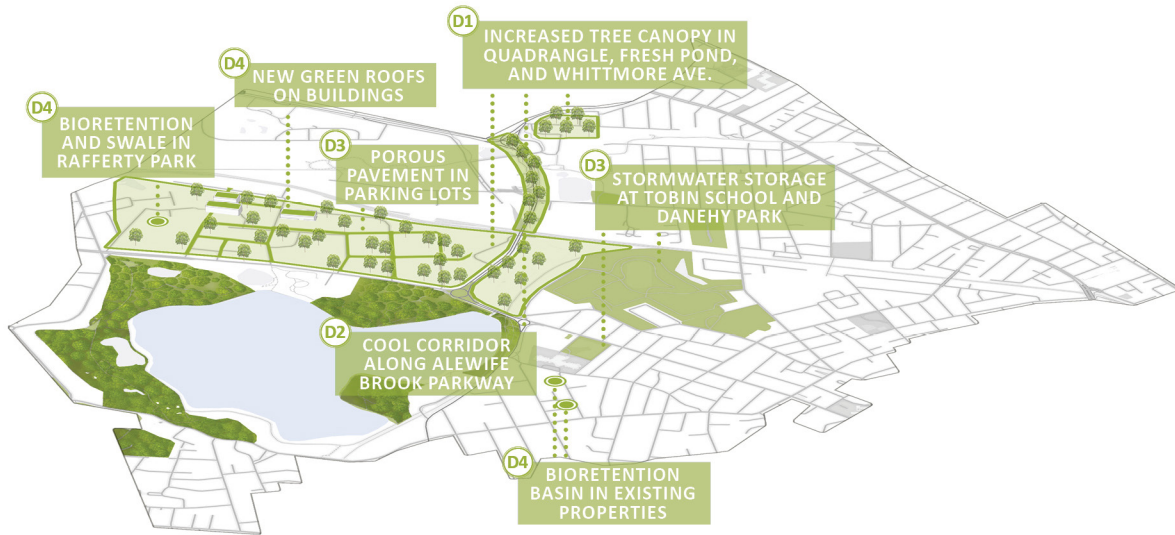 D1
INCREASED TREE CANOPY IN
QUADRANGLE, FRESH POND,
AND WHITTMORE AVE.
D4
NEW GREEN ROOFS
ON BUILDINGS
D4
BIORETENTION
AND SWALE IN
RAFFERTY PARK
D3
POROUS
PAVEMENT IN
PARKING LOTS
D3
STORMWATER STORAGE
AT TOBIN SCHOOL AND
DANEHY PARK
D2
COOL CORRIDOR
ALONG ALEWIFE
BROOK PARKWAY
D4
BIORETENTION
BASIN IN EXISTING
PROPERTIES